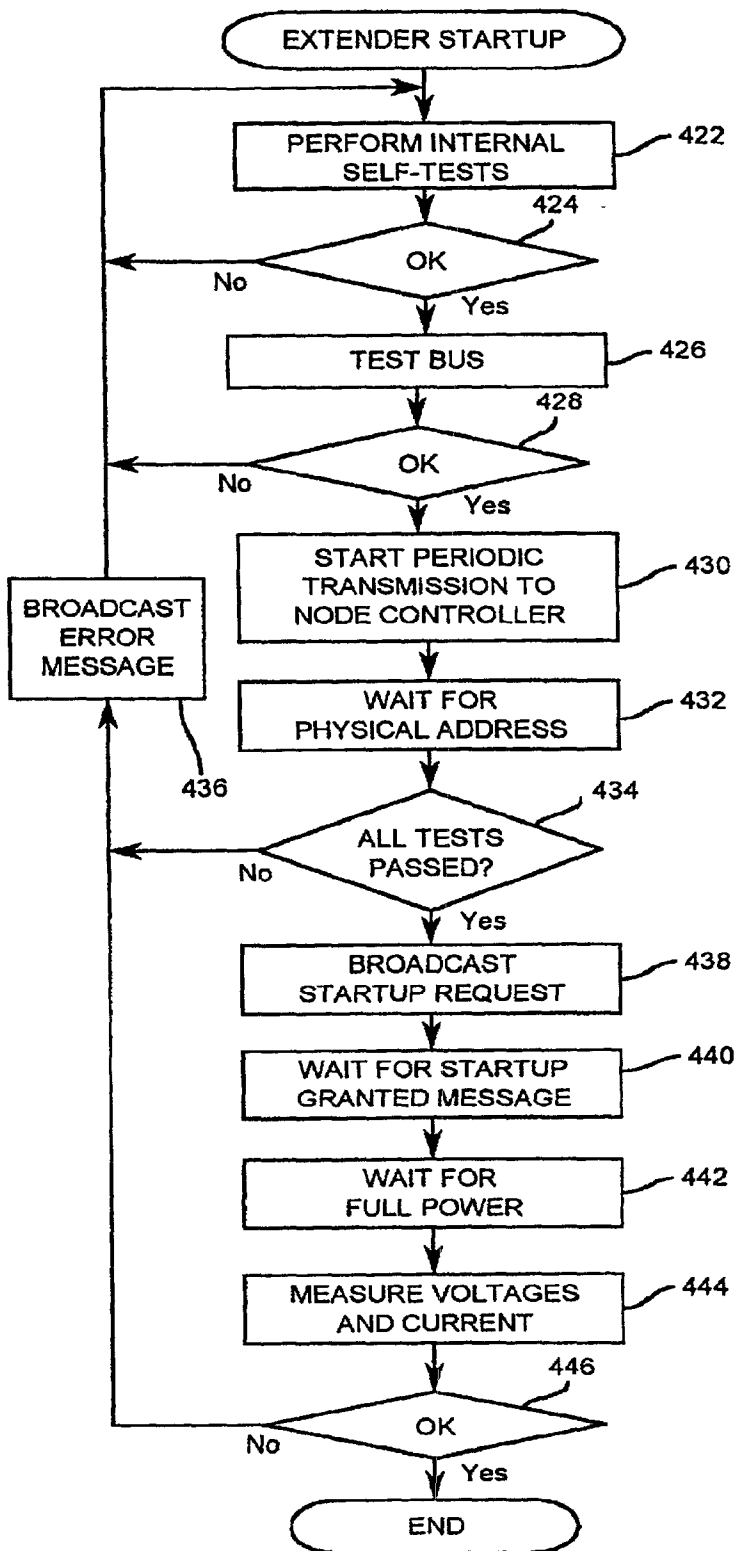 EXTENDER STARTUP
PERFORM INTERNAL
SELF-TESTS
422
424
OK
No
Yes
TEST BUS
426
428
OK
No
Yes
START PERIODIC
TRANSMISSION TO
NODE CONTROLLER
430
BROADCAST
ERROR
MESSAGE
436
WAIT FOR
PHYSICAL ADDRESS
432
434
ALL TESTS
PASSED?
No
Yes
BROADCAST
STARTUP REQUEST
438
WAIT FOR STARTUP
GRANTED MESSAGE
440
WAIT FOR
FULL POWER
442
MEASURE VOLTAGES
AND CURRENT
444
446
OK
No
Yes
END